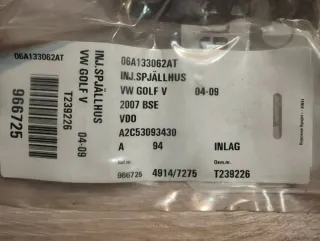 06A133062AT
INJ.SPJÄLLHUS
VW GOLF V 04-09
T239226
966725
06A133062AT
INJ.SPJÄLLHUS
VW GOLF V 04-09
2007 BSE
VDO
A2C53093430
A 94 INLAG
966725 4914/7275 T239226